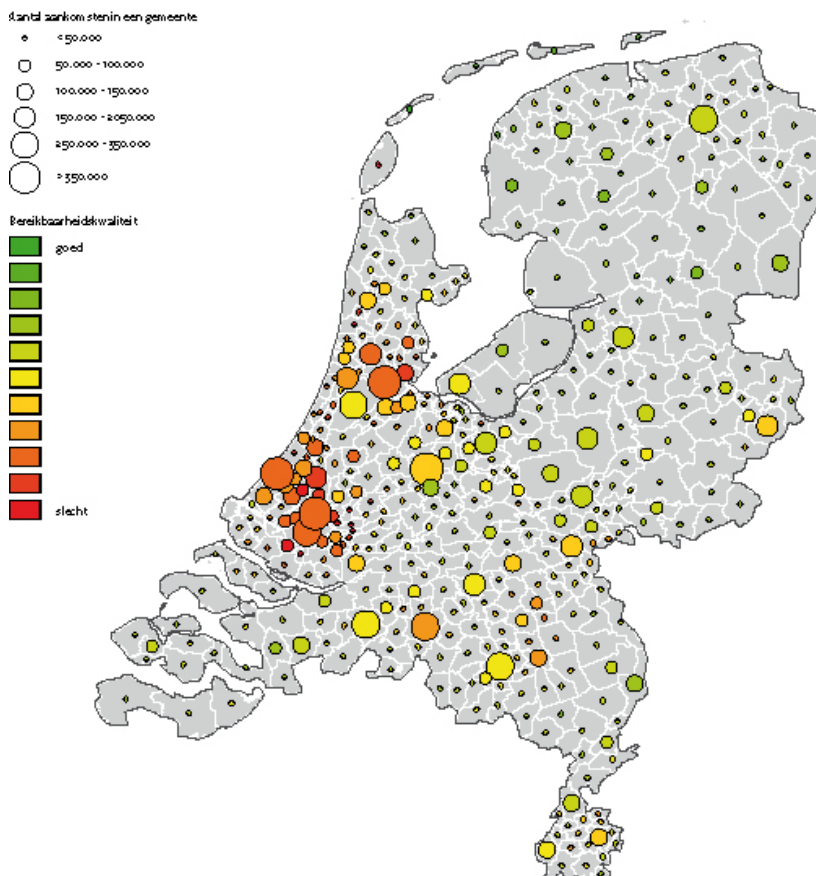 Aantal aankomsten in een gemeente
< 50.000
50.000 - 100.000
100.000 - 150.000
150.000 - 2050.000
250.000 - 350.000
> 350.000
Bereikbaarheidskwaliteit
goed
slecht